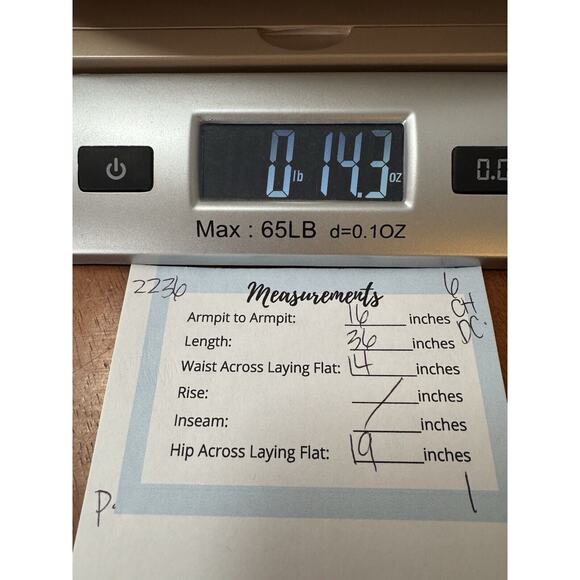 0 lb 14.3 oz
0.0
Max : 65LB d=0.1OZ
2236
Measurements
6
CH
DC.
Armpit to Armpit: 16 inches
Length: 36 inches
Waist Across Laying Flat: 14 inches
Rise: inches
Inseam: / inches
Hip Across Laying Flat: 19 inches
P.
1